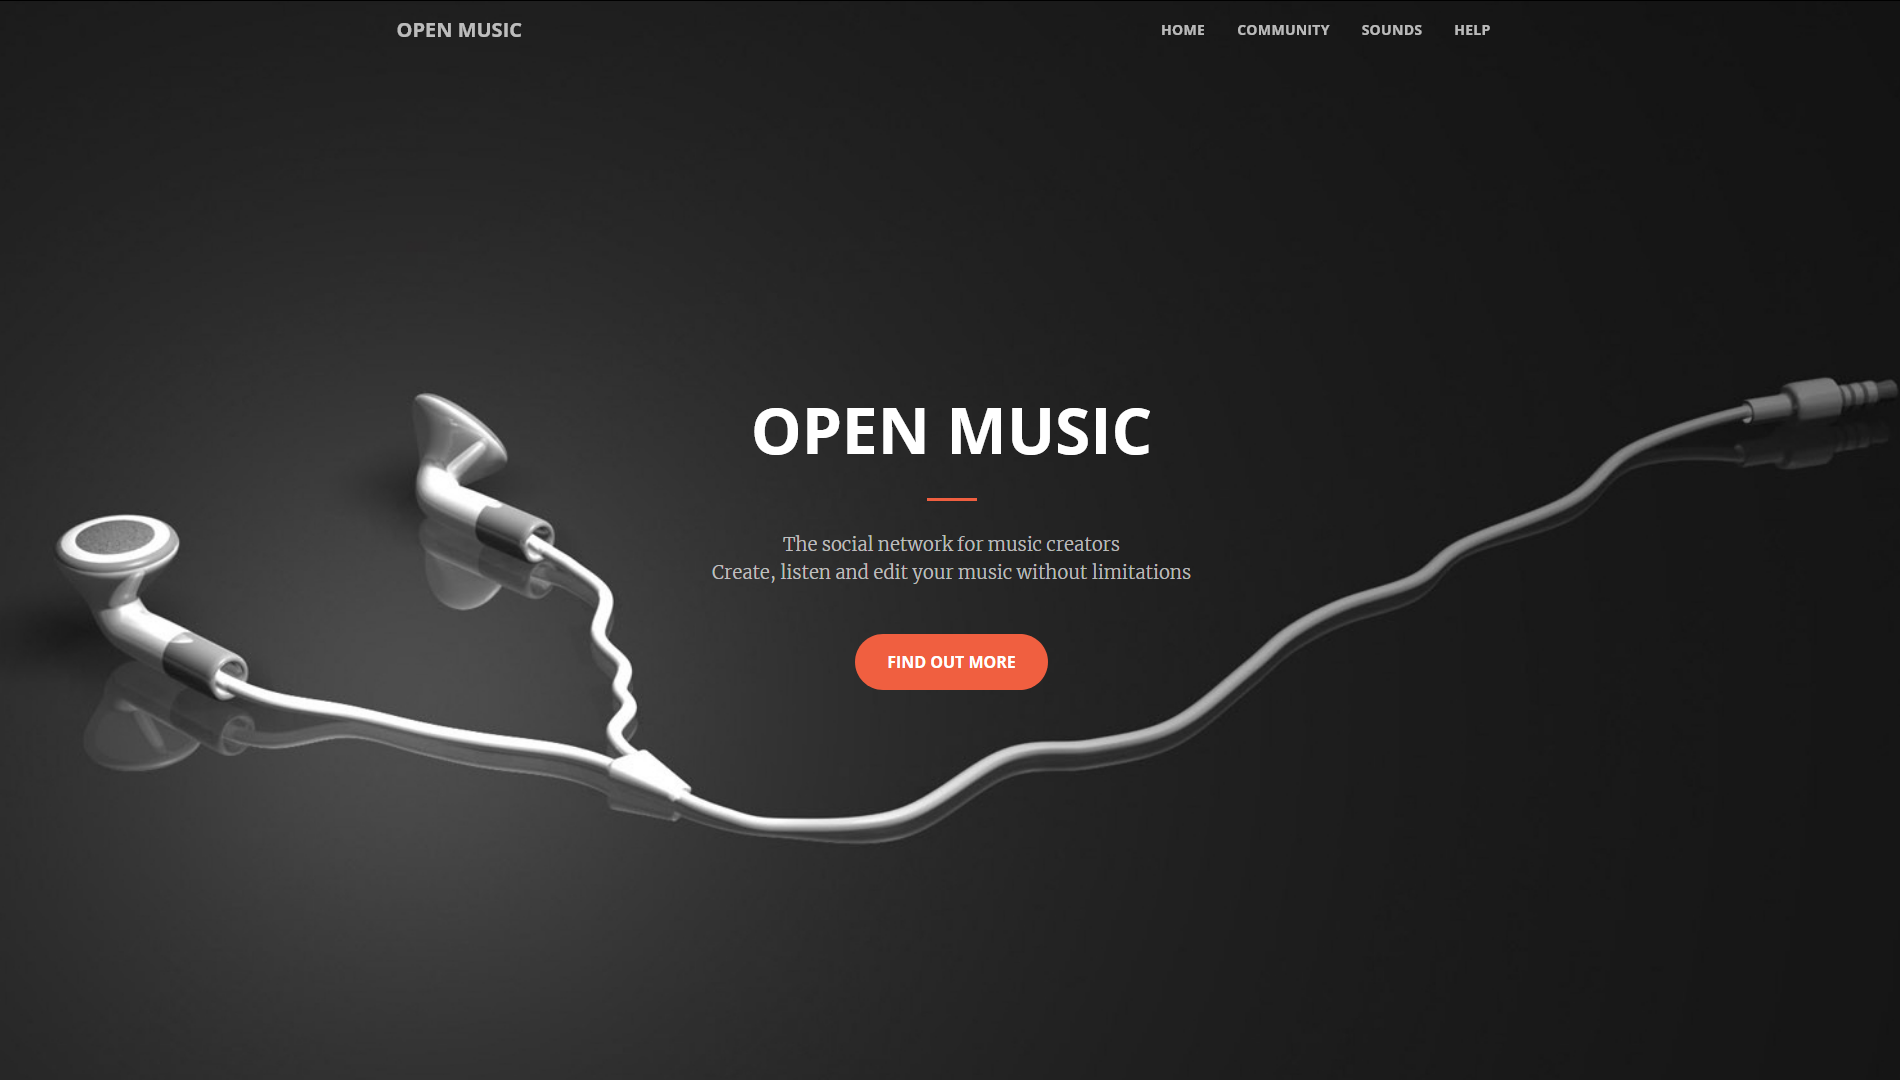 OPEN MUSIC
HOME COMMUNITY SOUNDS HELP
OPEN MUSIC
The social network for music creators
Create, listen and edit your music without limitations
FIND OUT MORE